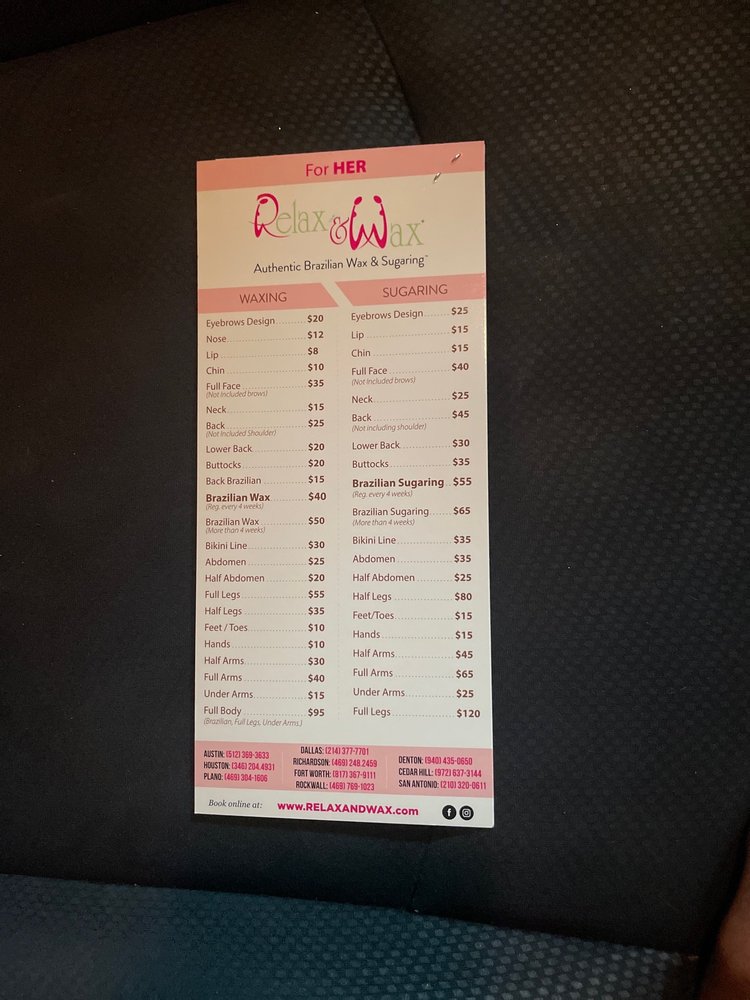 For HER
Relax & Wax
Authentic Brazilian Wax & Sugaring
WAXING
Eyebrows Design $20
Nose $12
Lip $8
Chin $10
Full Face $35
(Not Included brows)
Neck $15
Back $25
(Not Included Shoulder)
Lower Back $20
Buttocks $20
Back Brazilian $15
Brazilian Wax $40
(Reg. every 4 weeks)
Brazilian Wax $50
(More than 4 weeks)
Bikini Line $30
Abdomen $25
Half Abdomen $20
Full Legs $55
Half Legs $35
Feet / Toes $10
Hands $10
Half Arms $30
Full Arms $40
Under Arms $15
Full Body $95
(Brazilian, Full Legs, Under Arms.)
SUGARING
Eyebrows Design $25
Lip $15
Chin $15
Full Face $40
(Not Included brows)
Neck $25
Back $45
(Not including shoulder)
Lower Back $30
Buttocks $35
Brazilian Sugaring $55
(Reg. every 4 weeks)
Brazilian Sugaring $65
(More than 4 weeks)
Bikini Line $35
Abdomen $35
Half Abdomen $25
Half Legs $80
Feet/Toes $15
Hands $15
Half Arms $45
Full Arms $65
Under Arms $25
Full Legs $120
AUSTIN: (512) 369-3633
HOUSTON: (346) 204.4931
PLANO: (469) 304-1606
DALLAS: (214) 377-7701
RICHARDSON: (469) 248.2459
FORT WORTH: (817) 367-9111
ROCKWALL: (469) 769-1023
DENTON: (940) 435-0650
CEDAR HILL: (972) 637-3144
SAN ANTONIO: (210) 320-0611
Book online at: www.RELAXANDWAX.com